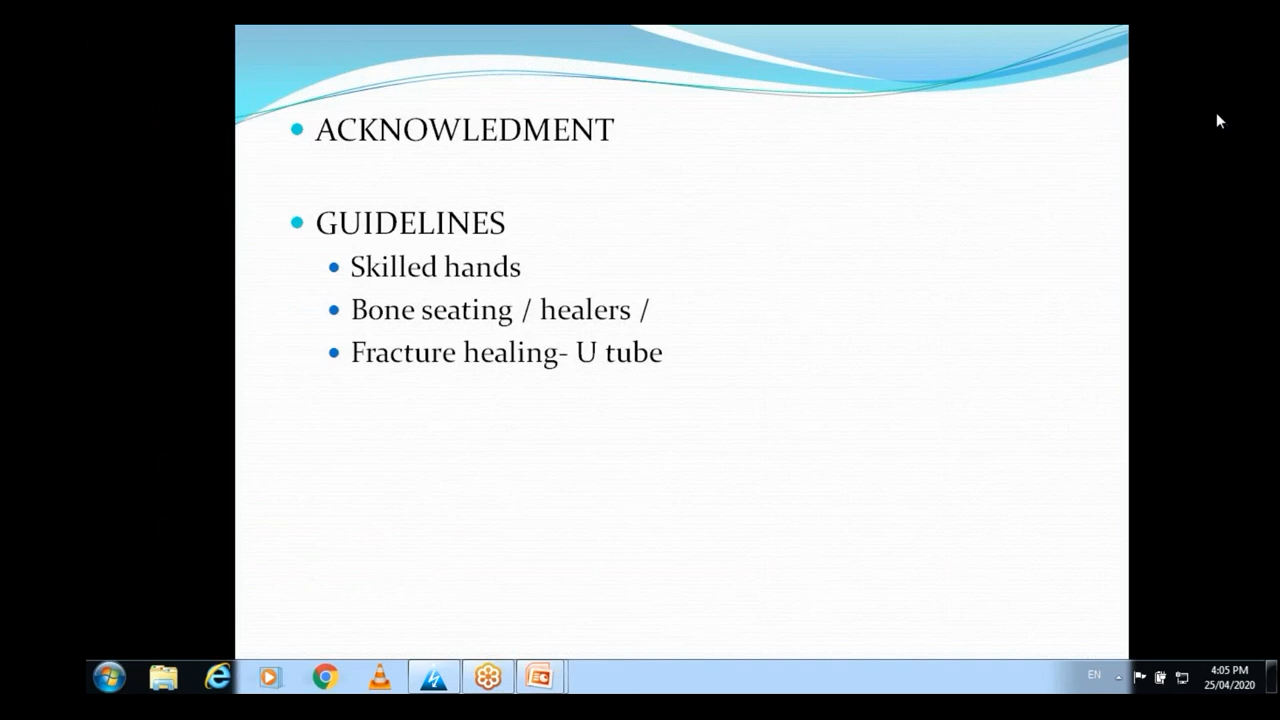 ACKNOWLEDMENT
GUIDELINES
Skilled hands
Bone seating / healers /
Fracture healing- U tube
EN
4:05 PM
25/04/2020